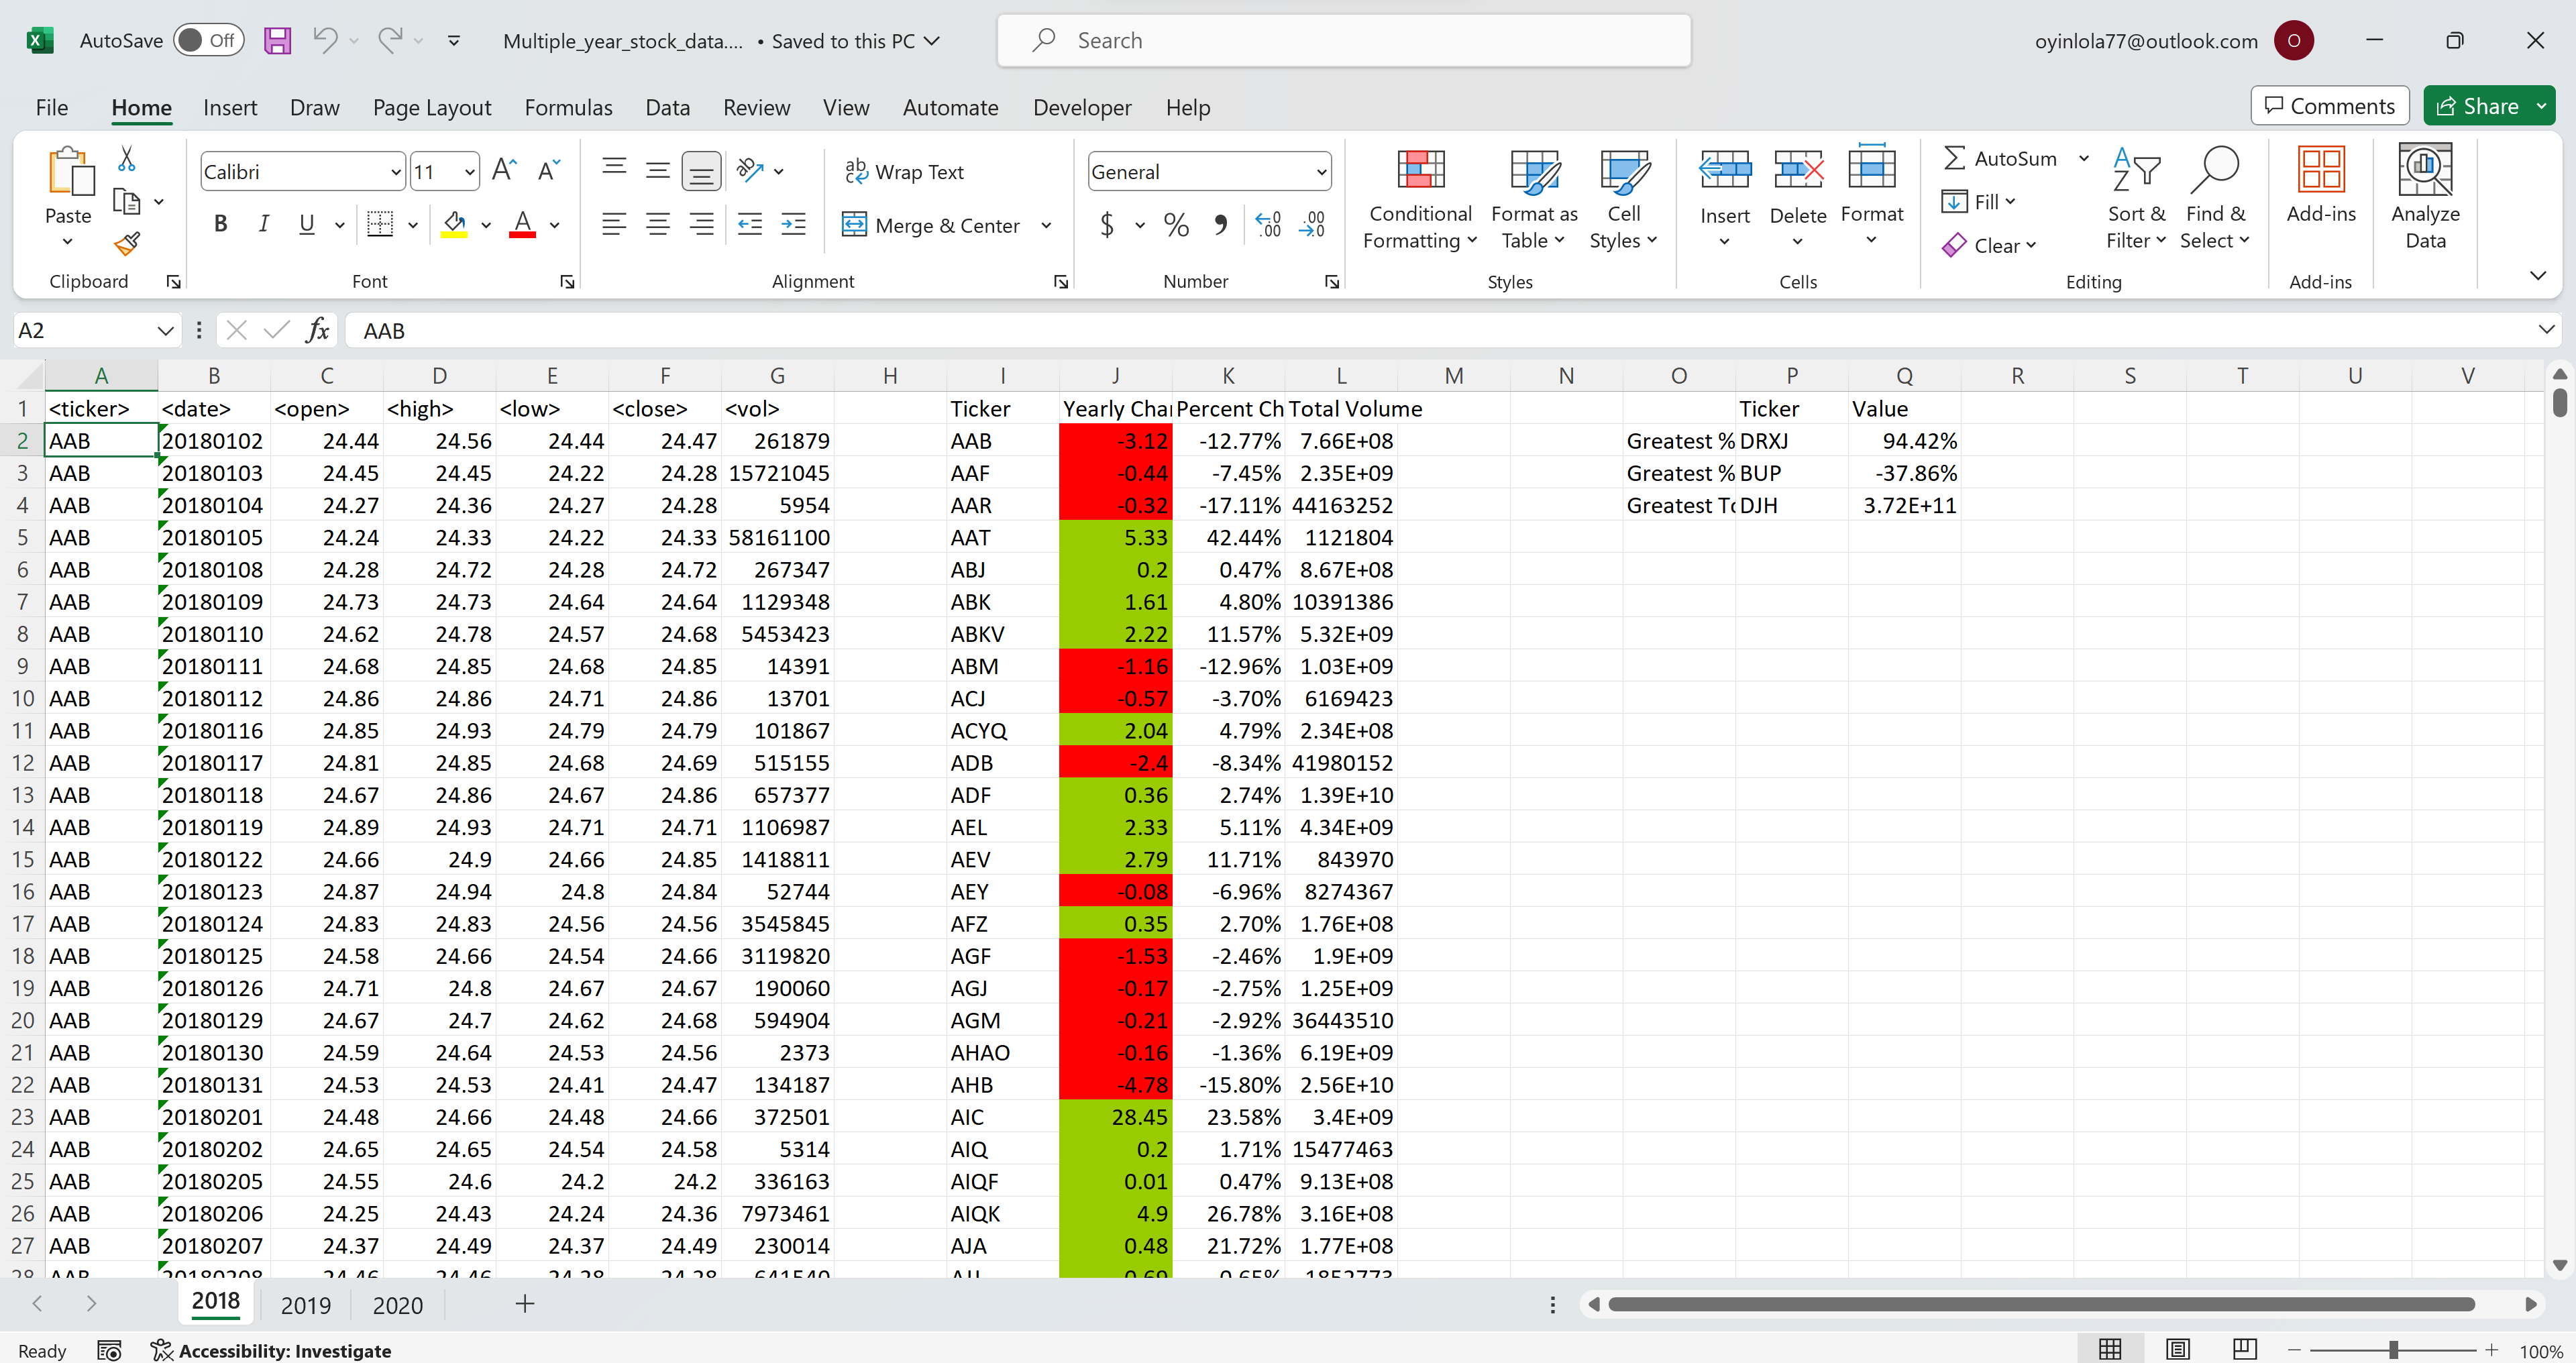 AutoSave Off Multiple_year_stock_data.... • Saved to this PC Search oyinlola77@outlook.com O
File Home Insert Draw Page Layout Formulas Data Review View Automate Developer Help Comments Share
Paste Calibri 11 Wrap Text General Conditional Formatting Format as Table Cell Styles Insert Delete Format AutoSum Fill Clear Sort & Filter Find & Select Add-ins Analyze Data
B I U A Merge & Center $ % 9
Clipboard Font Alignment Number Styles Cells Editing Add-ins
A2 fx AAB
A B C D E F G H I J K L M N O P Q R S T U V
1 <ticker> <date> <open> <high> <low> <close> <vol> Ticker Yearly Cha Percent Ch Total Volume Ticker Value
2 AAB 20180102 24.44 24.56 24.44 24.47 261879 AAB -3.12 -12.77% 7.66E+08 Greatest % DRXJ 94.42%
3 AAB 20180103 24.45 24.45 24.22 24.28 15721045 AAF -0.44 -7.45% 2.35E+09 Greatest % BUP -37.86%
4 AAB 20180104 24.27 24.36 24.27 24.28 5954 AAR -0.32 -17.11% 44163252 Greatest To DJH 3.72E+11
5 AAB 20180105 24.24 24.33 24.22 24.33 58161100 AAT 5.33 42.44% 1121804
6 AAB 20180108 24.28 24.72 24.28 24.72 267347 ABJ 0.2 0.47% 8.67E+08
7 AAB 20180109 24.73 24.73 24.64 24.64 1129348 ABK 1.61 4.80% 10391386
8 AAB 20180110 24.62 24.78 24.57 24.68 5453423 ABKV 2.22 11.57% 5.32E+09
9 AAB 20180111 24.68 24.85 24.68 24.85 14391 ABM -1.16 -12.96% 1.03E+09
10 AAB 20180112 24.86 24.86 24.71 24.86 13701 ACJ -0.57 -3.70% 6169423
11 AAB 20180116 24.85 24.93 24.79 24.79 101867 ACYQ 2.04 4.79% 2.34E+08
12 AAB 20180117 24.81 24.85 24.68 24.69 515155 ADB -2.4 -8.34% 41980152
13 AAB 20180118 24.67 24.86 24.67 24.86 657377 ADF 0.36 2.74% 1.39E+10
14 AAB 20180119 24.89 24.93 24.71 24.71 1106987 AEL 2.33 5.11% 4.34E+09
15 AAB 20180122 24.66 24.9 24.66 24.85 1418811 AEV 2.79 11.71% 843970
16 AAB 20180123 24.87 24.94 24.8 24.84 52744 AEY -0.08 -6.96% 8274367
17 AAB 20180124 24.83 24.83 24.56 24.56 3545845 AFZ 0.35 2.70% 1.76E+08
18 AAB 20180125 24.58 24.66 24.54 24.66 3119820 AGF -1.53 -2.46% 1.9E+09
19 AAB 20180126 24.71 24.8 24.67 24.67 190060 AGJ -0.17 -2.75% 1.25E+09
20 AAB 20180129 24.67 24.7 24.62 24.68 594904 AGM -0.21 -2.92% 36443510
21 AAB 20180130 24.59 24.64 24.53 24.56 2373 AHAO -0.16 -1.36% 6.19E+09
22 AAB 20180131 24.53 24.53 24.41 24.47 134187 AHB -4.78 -15.80% 2.56E+10
23 AAB 20180201 24.48 24.66 24.48 24.66 372501 AIC 28.45 23.58% 3.4E+09
24 AAB 20180202 24.65 24.65 24.54 24.58 5314 AIQ 0.2 1.71% 15477463
25 AAB 20180205 24.55 24.6 24.2 24.2 336163 AIQF 0.01 0.47% 9.13E+08
26 AAB 20180206 24.25 24.43 24.24 24.36 7973461 AIQK 4.9 26.78% 3.16E+08
27 AAB 20180207 24.37 24.49 24.37 24.49 230014 AJA 0.48 21.72% 1.77E+08
28 AAB 20180208 24.46 24.46 24.28 24.28 641540 0.69 0.65% 1852773
2018 2019 2020
Ready Accessibility: Investigate 100%